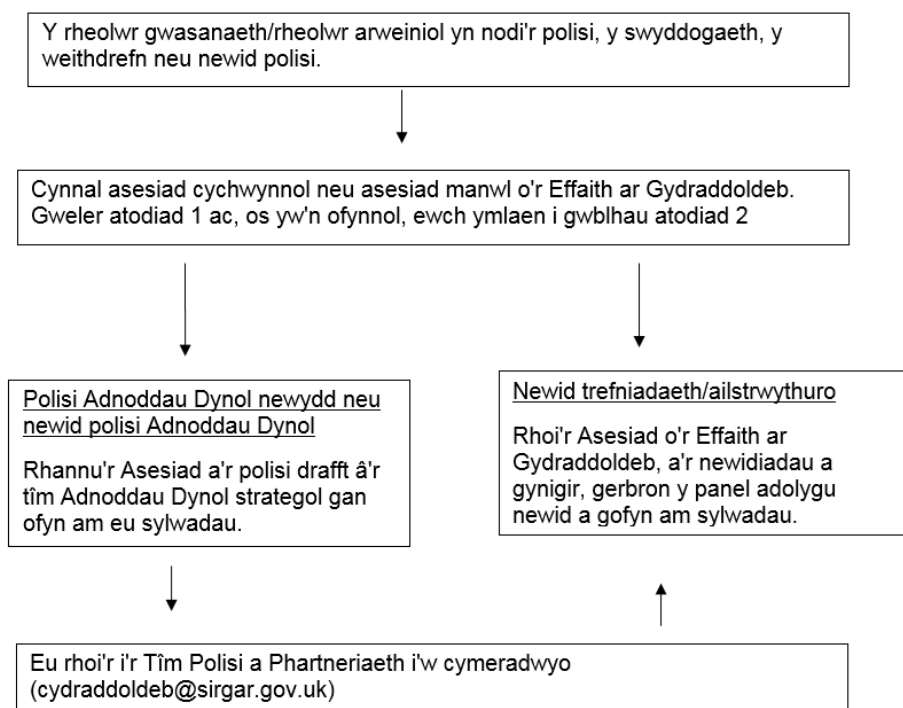 Y rheolwr gwasanaeth/rheolwr arweiniol yn nodi'r polisi, y swyddogaeth, y
weithdrefn neu newid polisi.
Cynnal asesiad cychwynnol neu asesiad manwl o'r Effaith ar Gydraddoldeb.
Gweler atodiad 1 ac, os yw'n ofynnol, ewch ymlaen i gwblhau atodiad 2
Polisi Adnoddau Dynol newydd neu
newid polisi Adnoddau Dynol
Rhannu'r Asesiad a'r polisi drafft â'r
tîm Adnoddau Dynol strategol gan
ofyn am eu sylwadau.
Newid trefniadaeth/ailstrwythuro
Rhoi'r Asesiad o'r Effaith ar
Gydraddoldeb, a'r newidiadau a
gynigir, gerbron y panel adolygu
newid a gofyn am sylwadau.
Eu rhoi'r i'r Tîm Polisi a Phartneriaeth i'w cymeradwyo
(cydraddoldeb@sirgar.gov.uk)